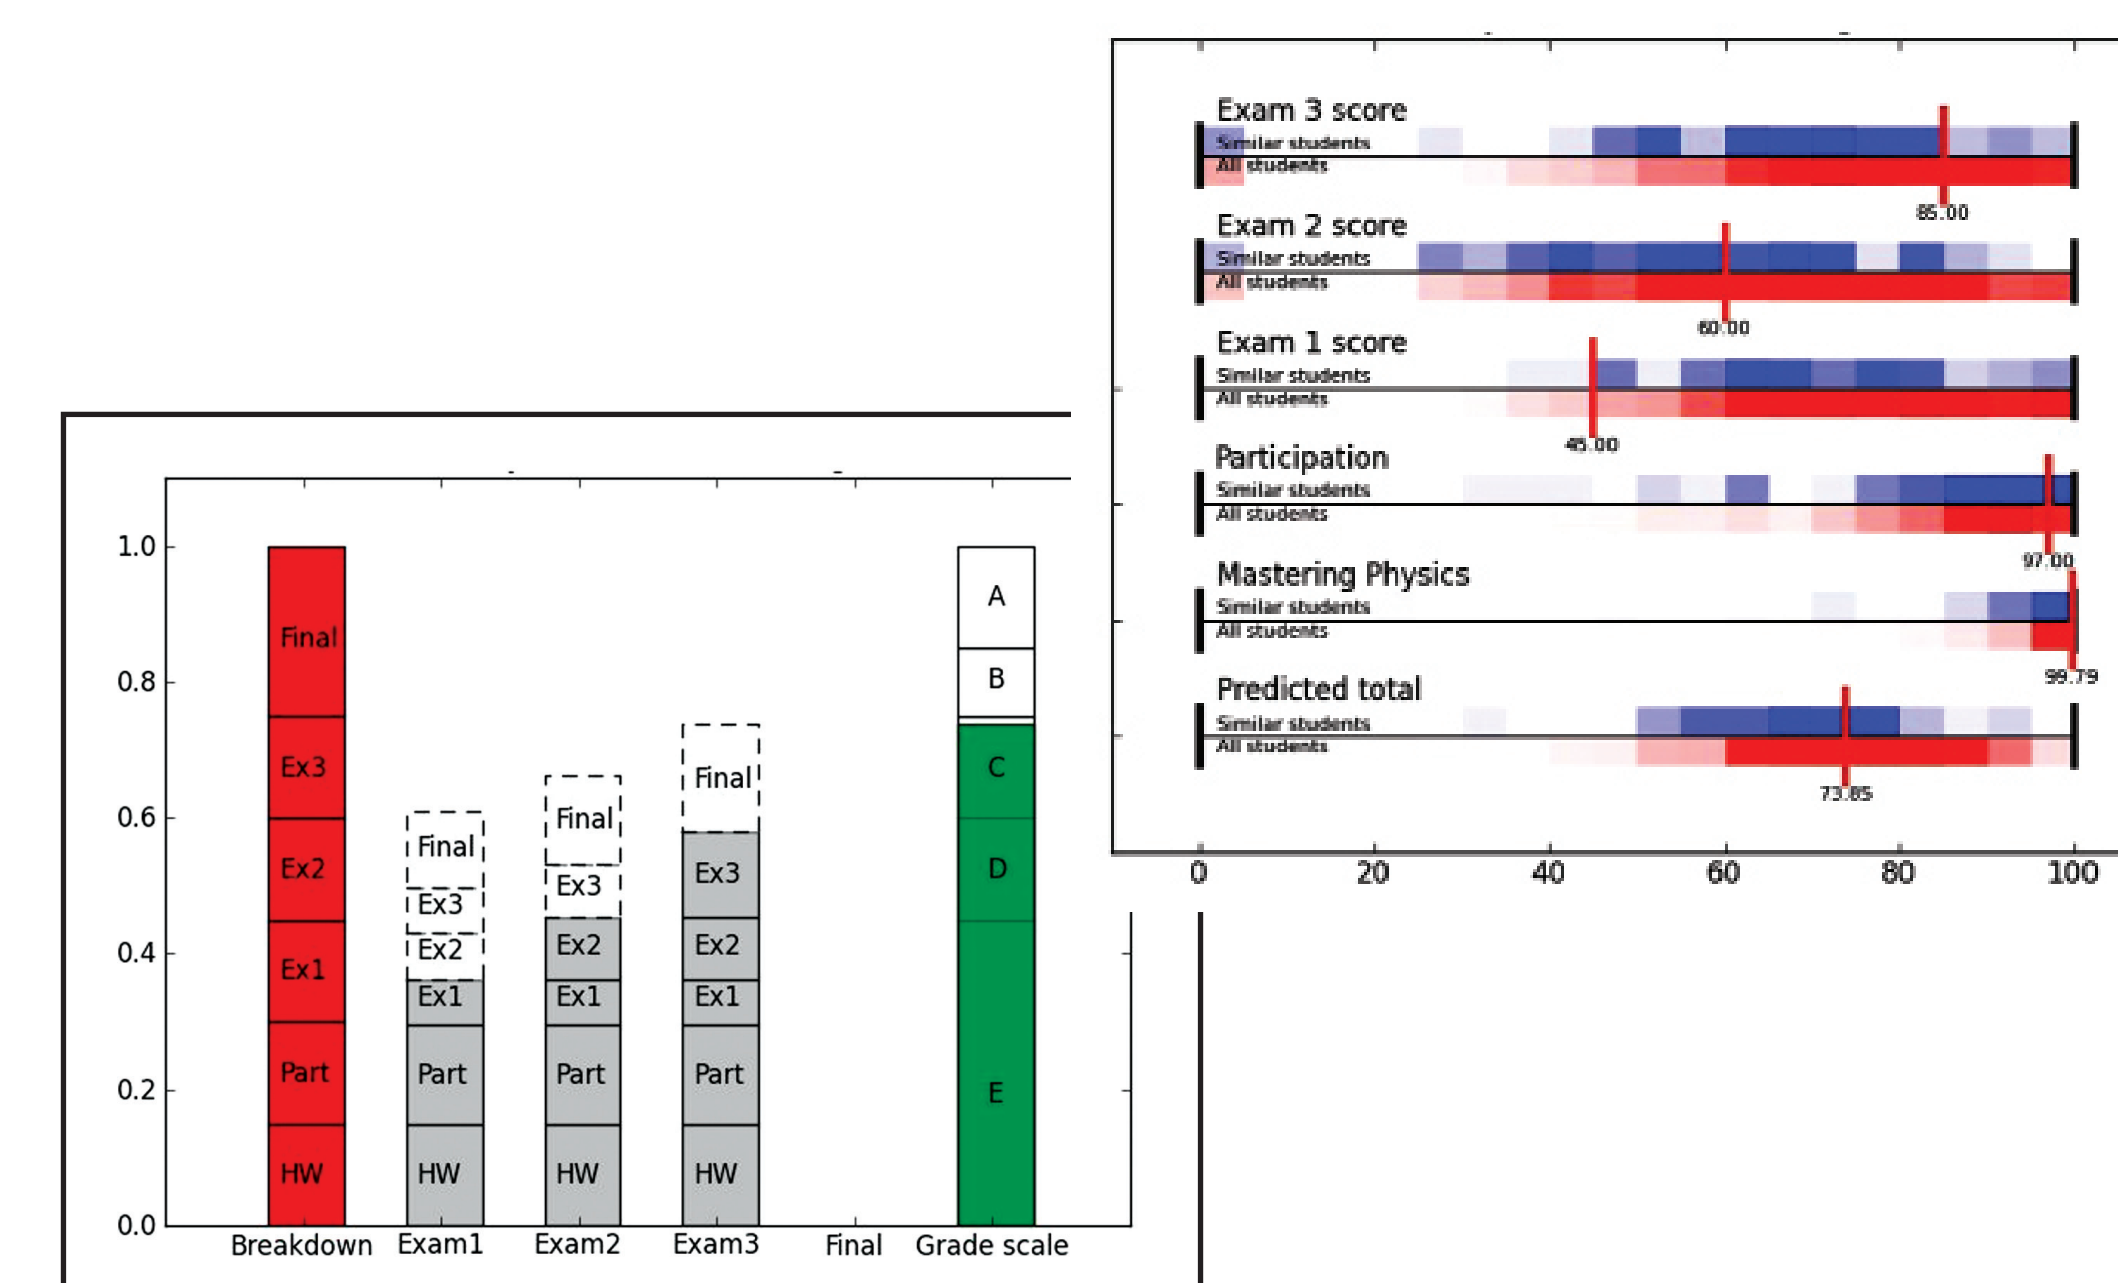 Exam 3 score
Similar students
All students
85.00
Exam 2 score
Similar students
All students
60.00
Exam 1 score
Similar students
All students
45.00
Participation
Similar students
All students
97.00
Mastering Physics
Similar students
All students
99.79
Predicted total
Similar students
All students
73.85
0 20 40 60 80 100
1.0
0.8
0.6
0.4
0.2
0.0
Final
Ex3
Ex2
Ex1
Part
HW
Final
Ex3
Ex2
Ex1
Part
HW
Final
Ex3
Ex2
Ex1
Part
HW
Final
Ex3
Ex2
Ex1
Part
HW
A
B
C
D
E
Breakdown Exam1 Exam2 Exam3 Final Grade scale